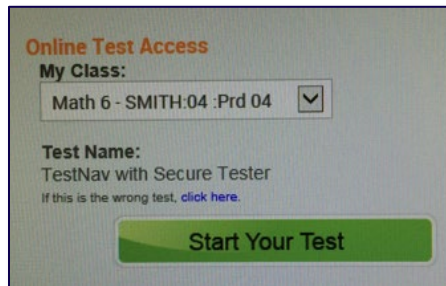 Online Test Access
My Class:
Math 6 - SMITH:04 :Prd 04
Test Name:
TestNav with Secure Tester
If this is the wrong test, click here.
Start Your Test